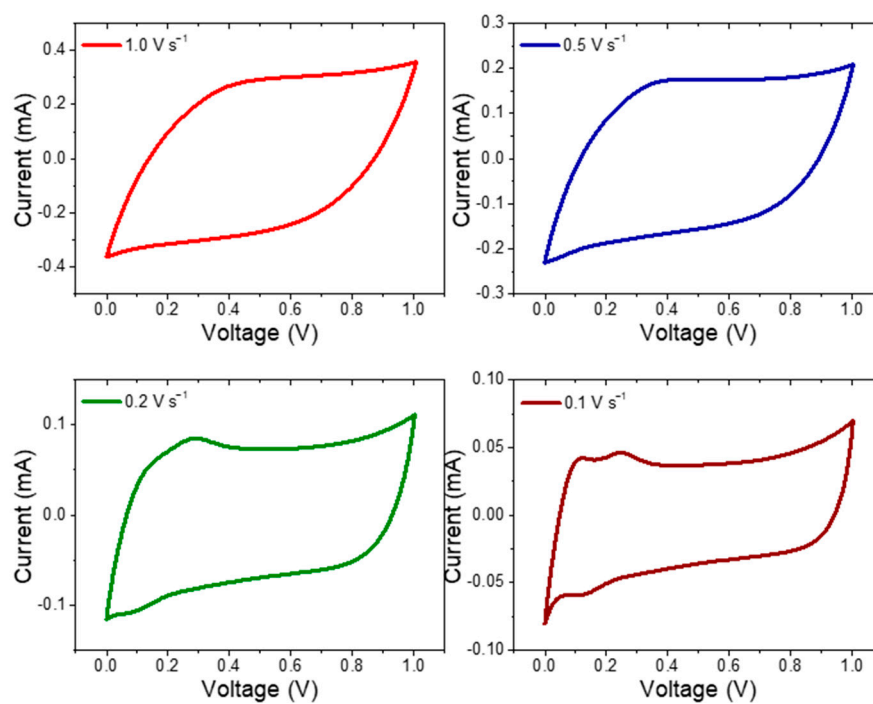 1.0 V s⁻¹
0.4
0.2
0.0
-0.2
-0.4
Current (mA)
0.0 0.2 0.4 0.6 0.8 1.0
Voltage (V)
0.5 V s⁻¹
0.3
0.2
0.1
0.0
-0.1
-0.2
-0.3
Current (mA)
0.0 0.2 0.4 0.6 0.8 1.0
Voltage (V)
0.2 V s⁻¹
0.1
0.0
-0.1
Current (mA)
0.0 0.2 0.4 0.6 0.8 1.0
Voltage (V)
0.1 V s⁻¹
0.10
0.05
0.00
-0.05
-0.10
Current (mA)
0.0 0.2 0.4 0.6 0.8 1.0
Voltage (V)